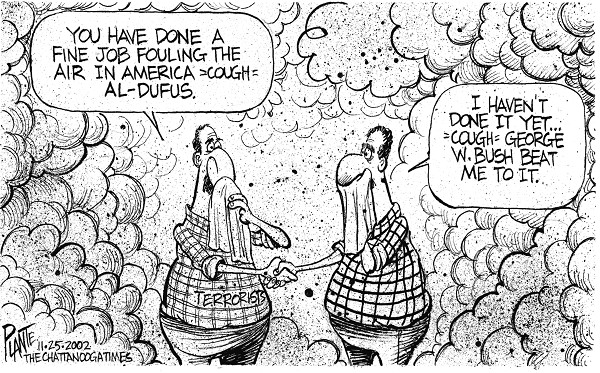 YOU HAVE DONE A
FINE JOB FOULING THE
AIR IN AMERICA =COUGH=
AL-DUFUS.
I HAVEN'T
DONE IT YET...
=COUGH= GEORGE
W. BUSH BEAT
ME TO IT.
TERRORISTS
PLANTE
11.25.2002
THE CHATTANOOGA TIMES